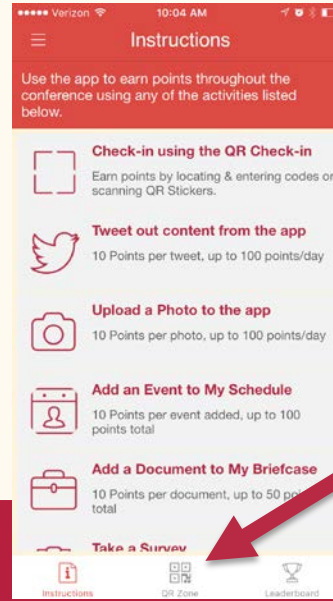 Verizon
10:04 AM
Instructions
Use the app to earn points throughout the
conference using any of the activities listed
below.
Check-in using the QR Check-in
Earn points by locating & entering codes or
scanning QR Stickers.
Tweet out content from the app
10 Points per tweet, up to 100 points/day
Upload a Photo to the app
10 Points per photo, up to 100 points/day
Add an Event to My Schedule
10 Points per event added, up to 100
points total
Add a Document to My Briefcase
10 Points per document, up to 50
total
Take a Survey
Instructions
QR Zone
Leaderboard